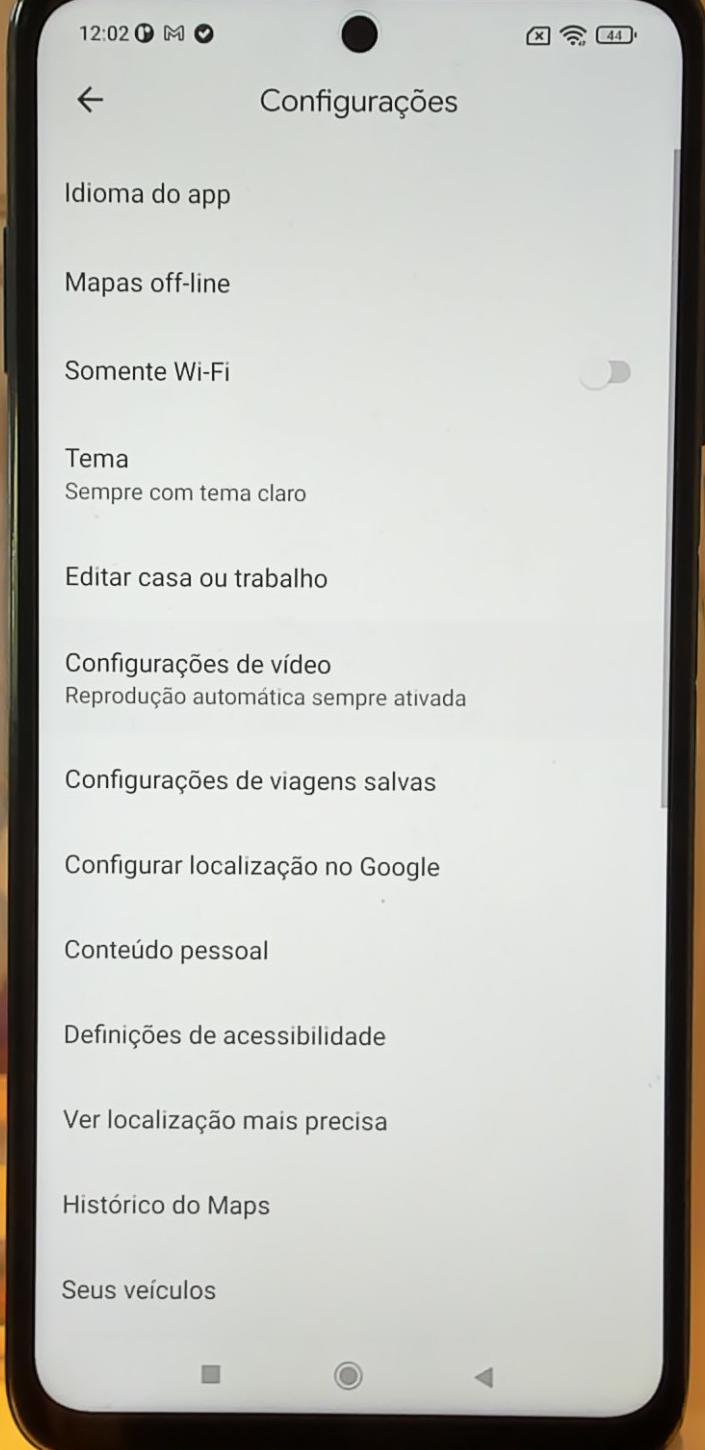 12:02
44
Configurações
Idioma do app
Mapas off-line
Somente Wi-Fi
Tema
Sempre com tema claro
Editar casa ou trabalho
Configurações de vídeo
Reprodução automática sempre ativada
Configurações de viagens salvas
Configurar localização no Google
Conteúdo pessoal
Definições de acessibilidade
Ver localização mais precisa
Histórico do Maps
Seus veículos